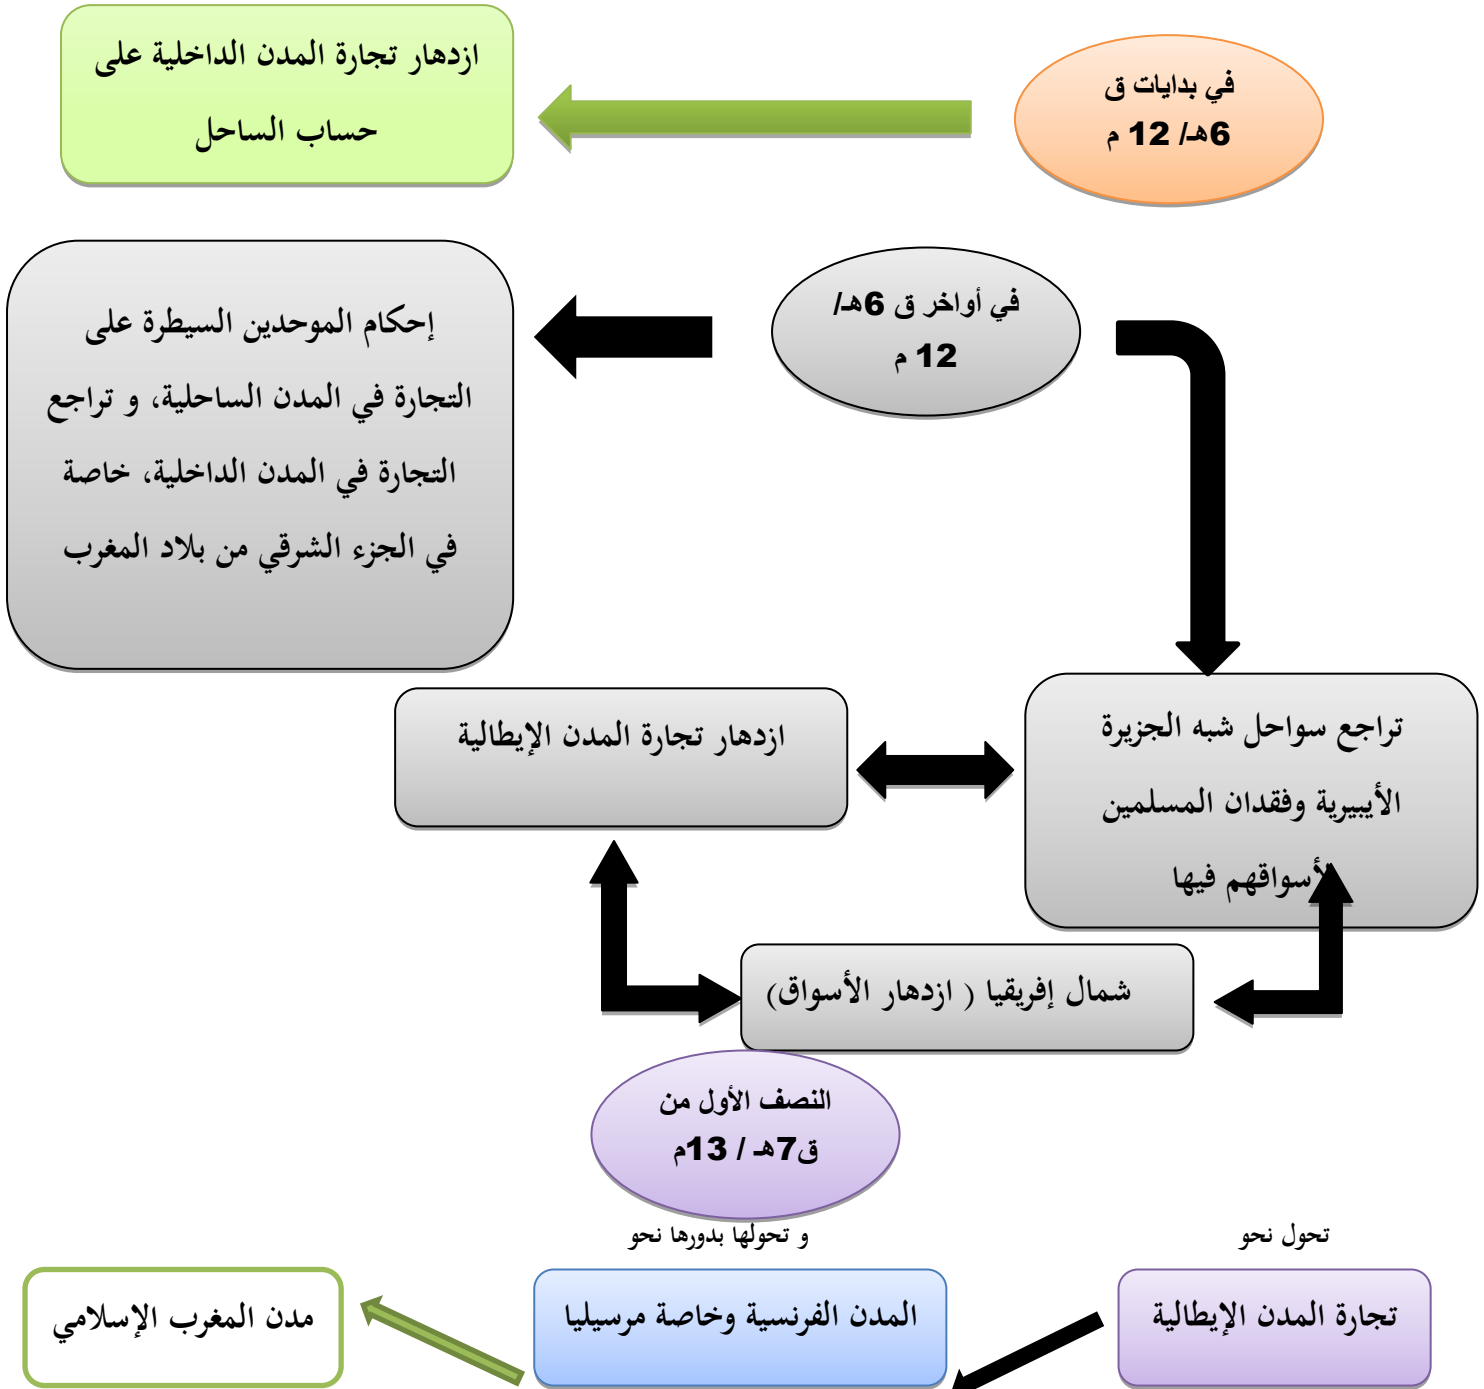 في بدايات ق
6هـ/ 12 م
ازدهار تجارة المدن الداخلية على
حساب الساحل
في أواخر ق 6هـ/
12 م
إحكام الموحدين السيطرة على
التجارة في المدن الساحلية، و تراجع
التجارة في المدن الداخلية، خاصة
في الجزء الشرقي من بلاد المغرب
تراجع سواحل شبه الجزيرة
الأيبيرية وفقدان المسلمين
لأسواقهم فيها
ازدهار تجارة المدن الإيطالية
شمال إفريقيا ( ازدهار الأسواق)
النصف الأول من
ق7هـ / 13م
تحول نحو
و تحولها بدورها نحو
تجارة المدن الإيطالية
المدن الفرنسية وخاصة مرسيليا
مدن المغرب الإسلامي